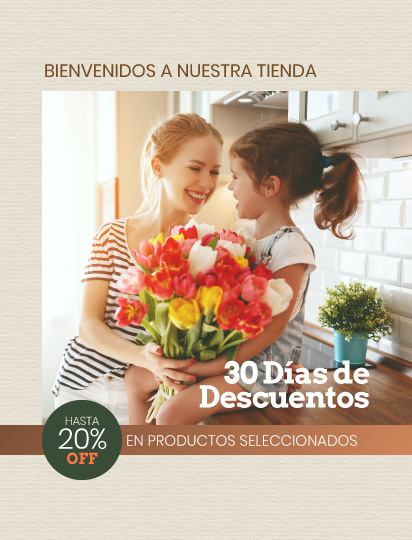 BIENVENIDOS A NUESTRA TIENDA
30 Días de
Descuentos
HASTA
20%
OFF
EN PRODUCTOS SELECCIONADOS